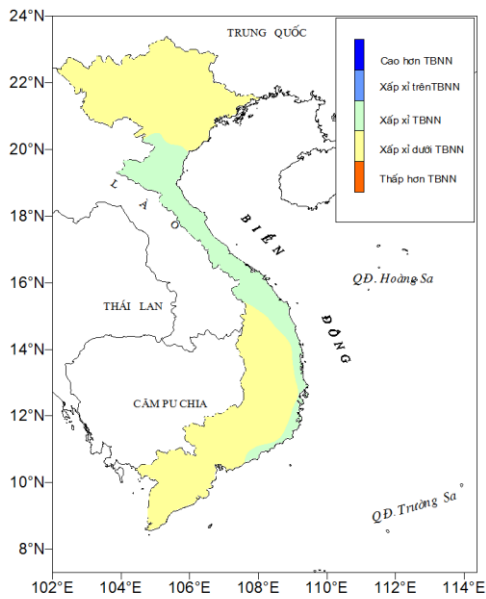 24°N
22°N
20°N
18°N
16°N
14°N
12°N
10°N
8°N
TRUNG QUỐC
Cao hơn TBNN
Xấp xỉ trênTBNN
Xấp xỉ TBNN
Xấp xỉ dưới TBNN
Thấp hơn TBNN
LÀO
BIỂN
ĐÔNG
QĐ. Hoàng Sa
THÁI LAN
CĂM PU CHIA
QĐ. Trường Sa
102°E 104°E 106°E 108°E 110°E 112°E 114°E